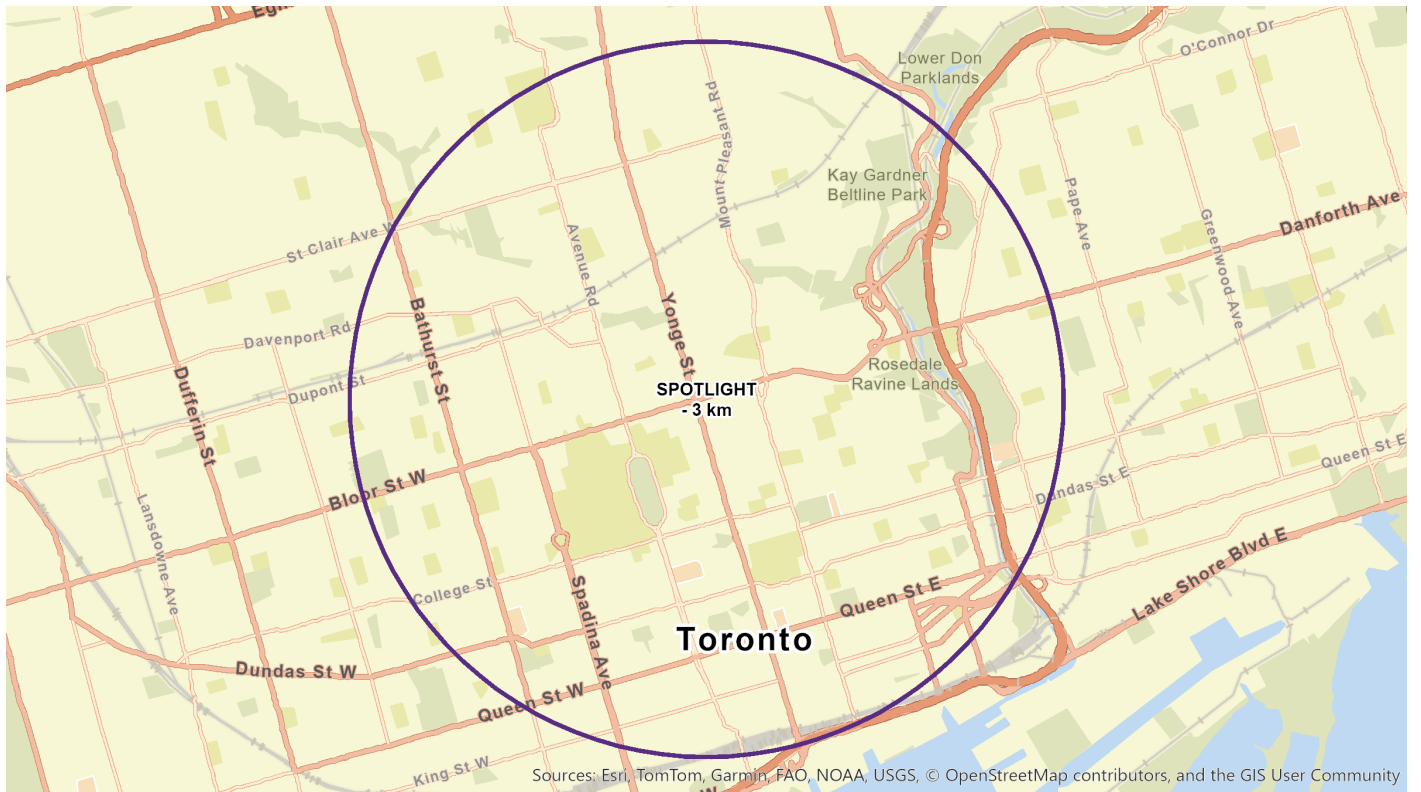 O'Connor Dr
Lower Don
Parklands
Mount Pleasant Rd
Kay Gardner
Beltline Park
Pape Ave
Danforth Ave
Greenwood Ave
St Clair Ave W
Avenue Rd
Davenport Rd
Bathurst St
Yonge St
Dufferin St
Dupont St
Rosedale
Ravine Lands
SPOTLIGHT
- 3 km
Bloor St W
Queen St E
Dundas St E
Lansdowne Ave
College St
Spadina Ave
Queen St E
Lake Shore Blvd E
Toronto
Dundas St W
Queen St W
King St W
Sources: Esri, TomTom, Garmin, FAO, NOAA, USGS, © OpenStreetMap contributors, and the GIS User Community